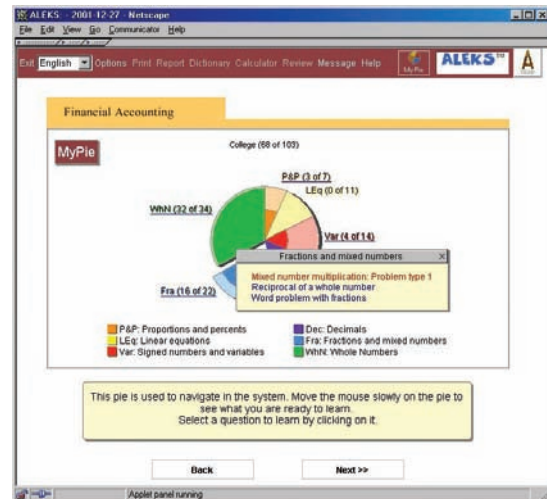 ALEKS: - 2001-12-27 - Netscape
File Edit View Go Communicator Help
Exit English Options Print Report Dictionary Calculator Review Message Help MyPie ALEKS™
Financial Accounting
MyPie
College (68 of 103)
P&P (3 of 7)
LEq (0 of 11)
WhN (32 of 34)
Var (4 of 14)
Fractions and mixed numbers X
Mixed number multiplication: Problem type 1
Reciprocal of a whole number
Word problem with fractions
Fra (16 of 22)
P&P: Proportions and percents
Dec: Decimals
LEq: Linear equations
Fra: Fractions and mixed numbers
Var: Signed numbers and variables
WhN: Whole Numbers
This pie is used to navigate in the system. Move the mouse slowly on the pie to
see what you are ready to learn.
Select a question to learn by clicking on it.
Back
Next >>
Applet panel running